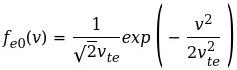 f_{e0}(v) = \frac{1}{\sqrt{2}v_{te}} exp\left(-\frac{v^2}{2v_{te}^2}\right)